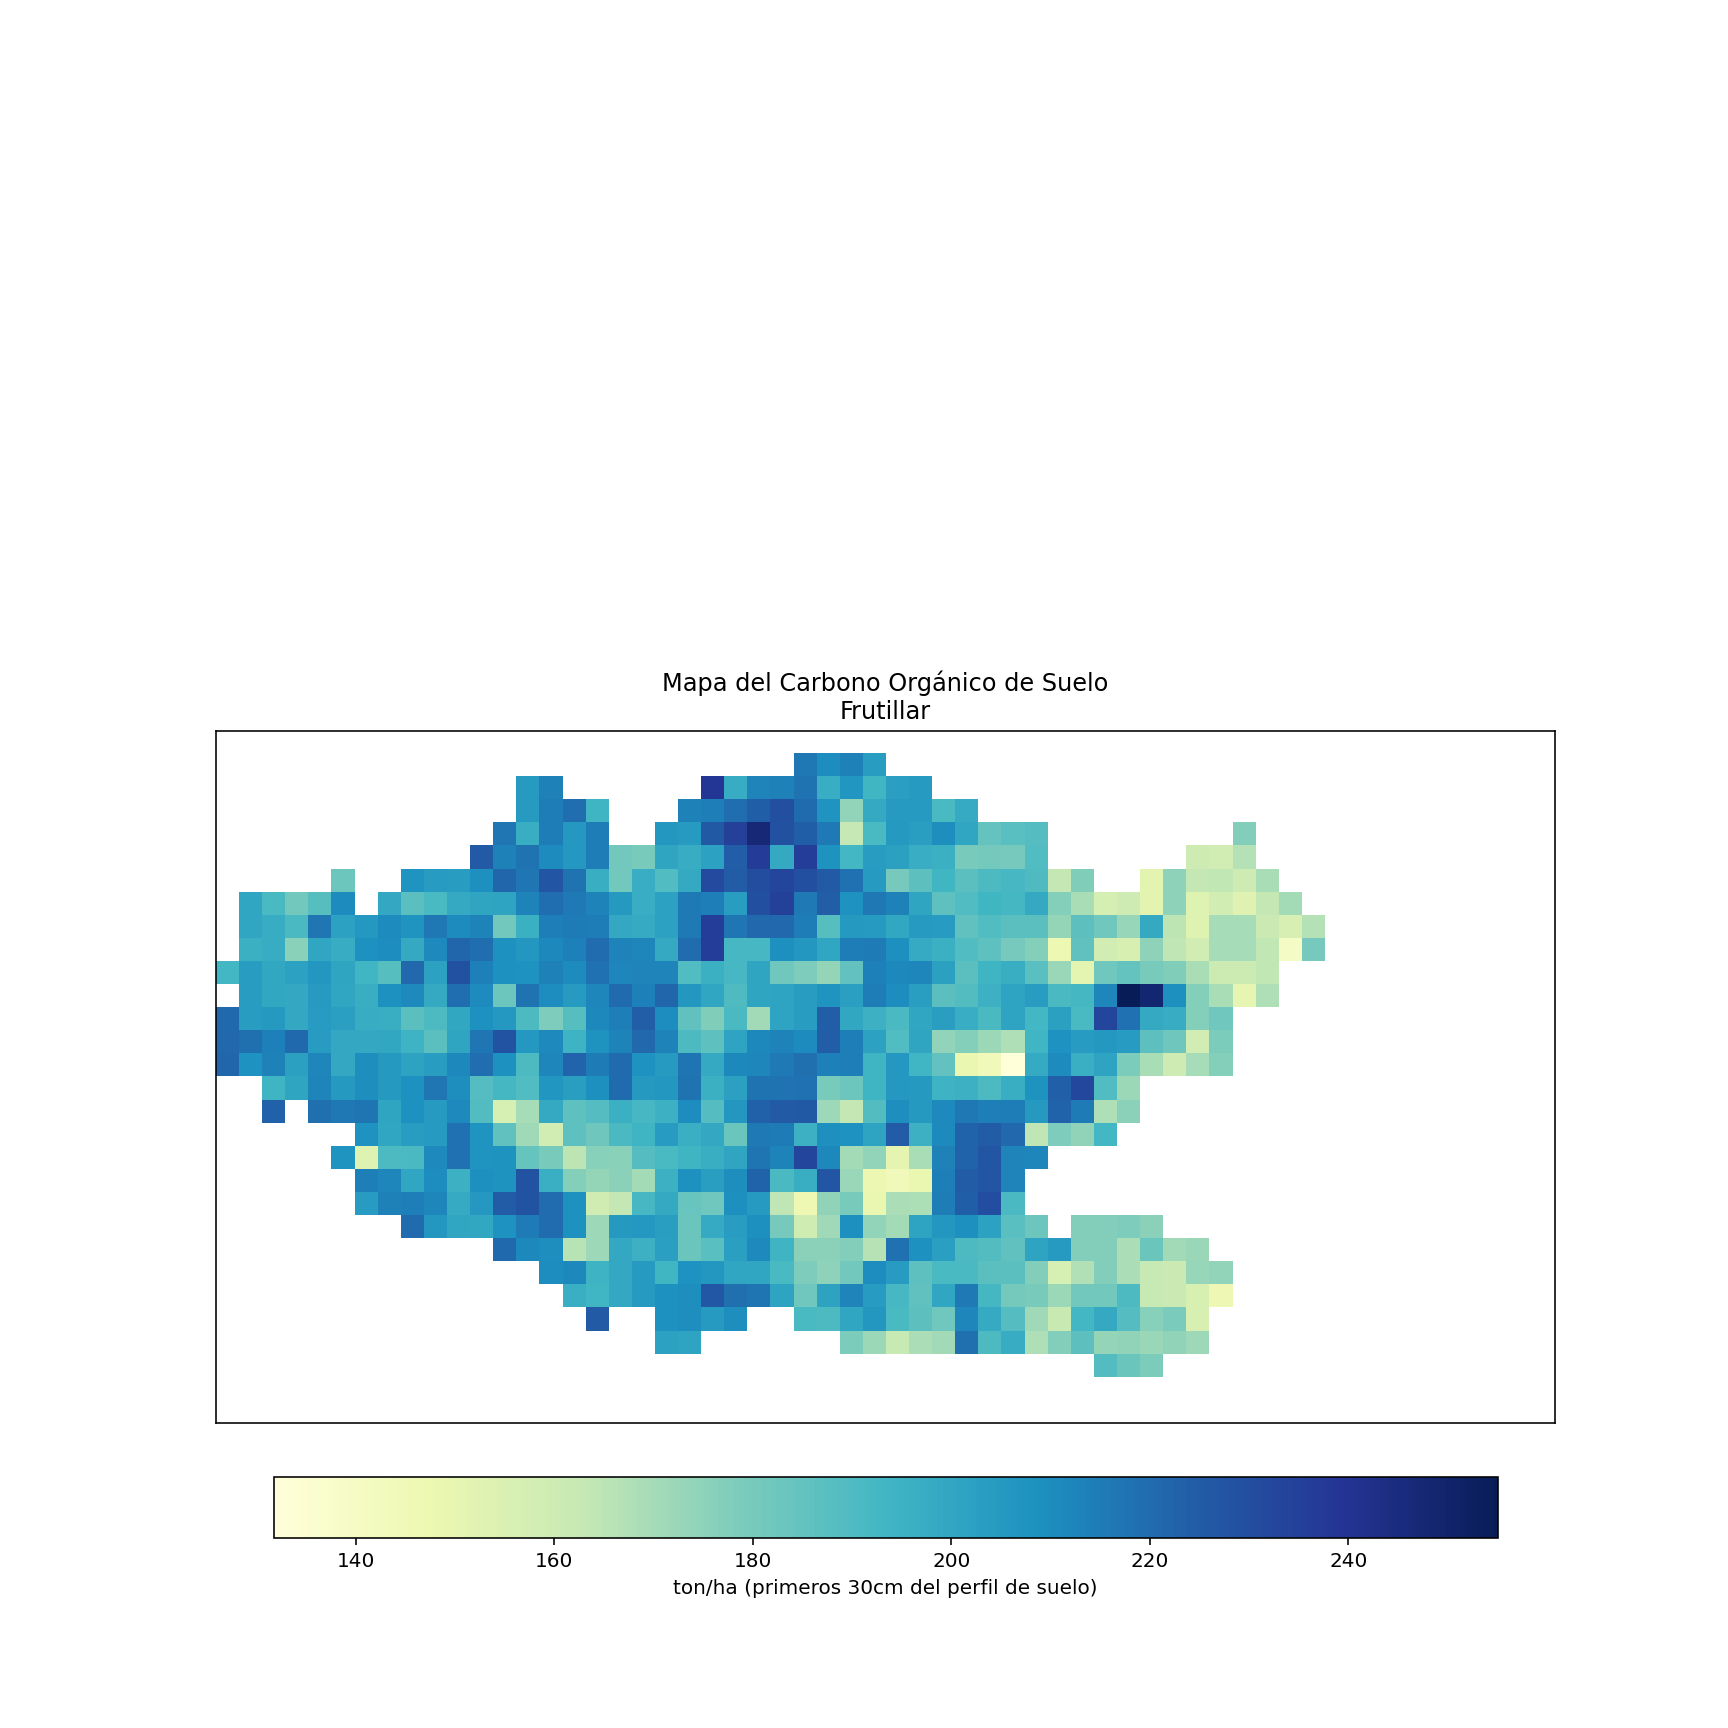 Mapa del Carbono Orgánico de Suelo
Frutillar
140 160 180 200 220 240
ton/ha (primeros 30cm del perfil de suelo)